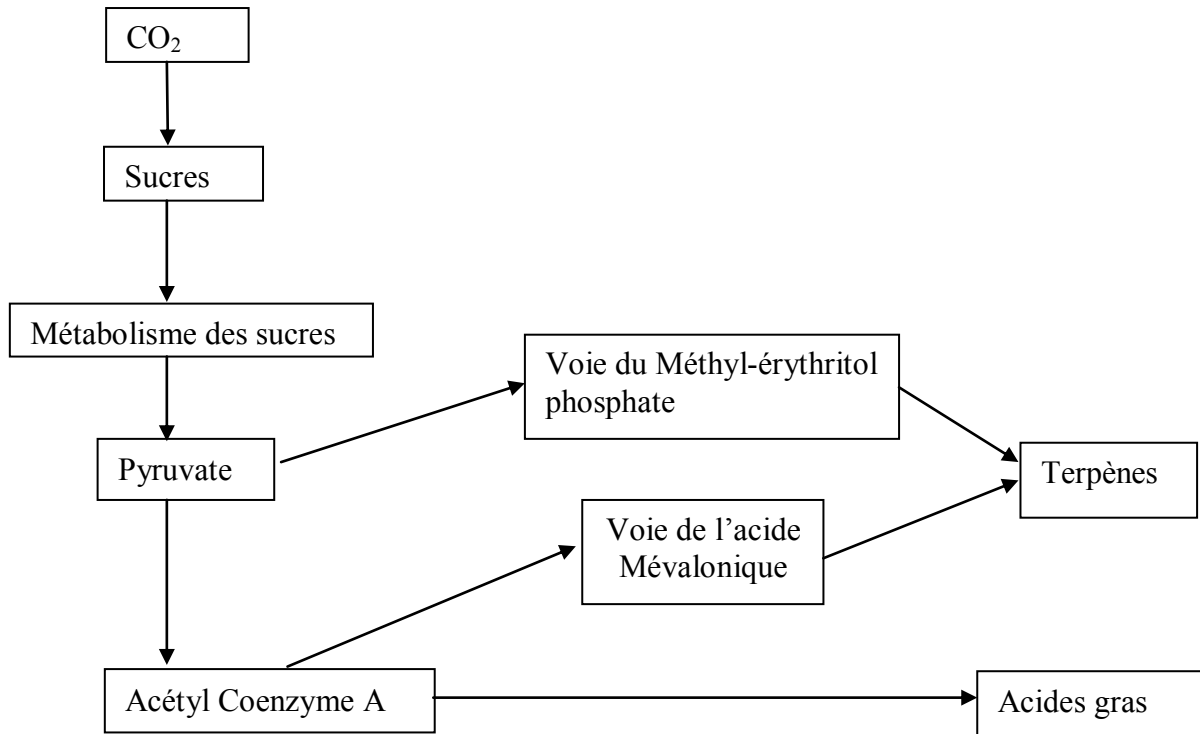 CO₂
Sucres
Métabolisme des sucres
Voie du Méthyl-érythritol
phosphate
Pyruvate
Terpènes
Voie de l’acide
Mévalonique
Acétyl Coenzyme A
Acides gras